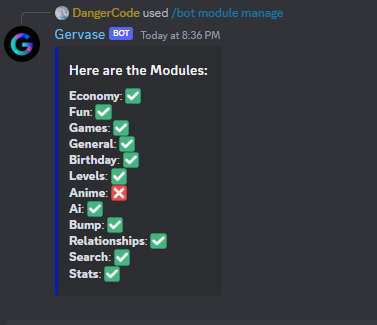 DangerCode used /bot module manage
Gervase BOT Today at 8:36 PM
Here are the Modules:
Economy: ✅
Fun: ✅
Games: ✅
General: ✅
Birthday: ✅
Levels: ✅
Anime: ❌
Ai: ✅
Bump: ✅
Relationships: ✅
Search: ✅
Stats: ✅